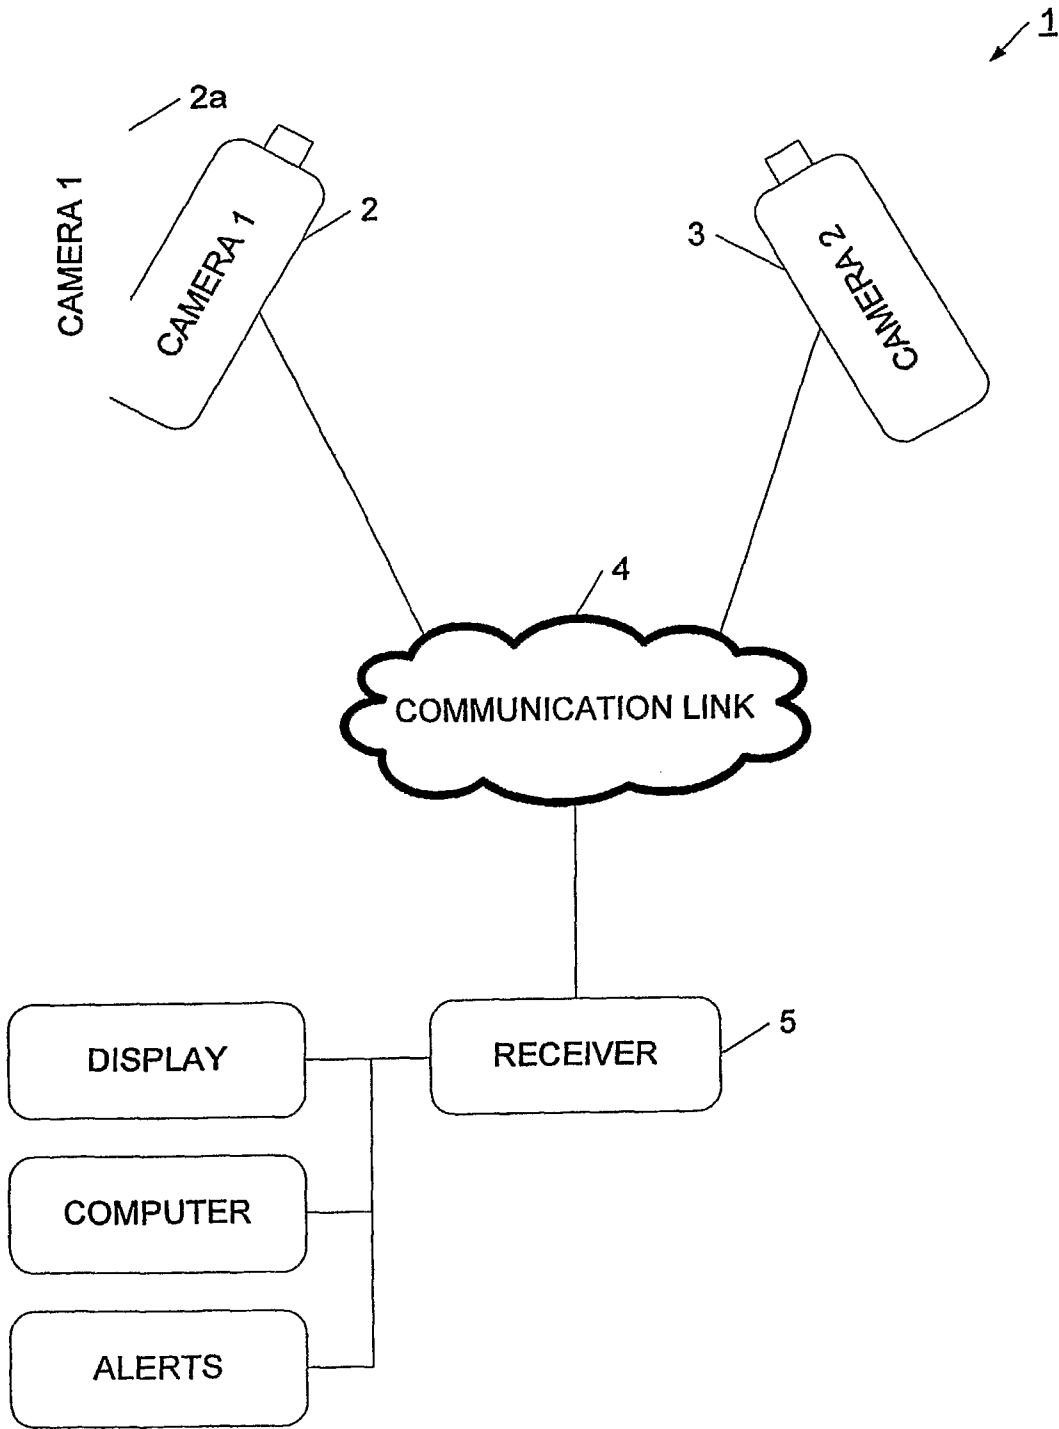 1
2a
CAMERA 1
CAMERA 1
2
3
CAMERA 2
4
COMMUNICATION LINK
5
RECEIVER
DISPLAY
COMPUTER
ALERTS